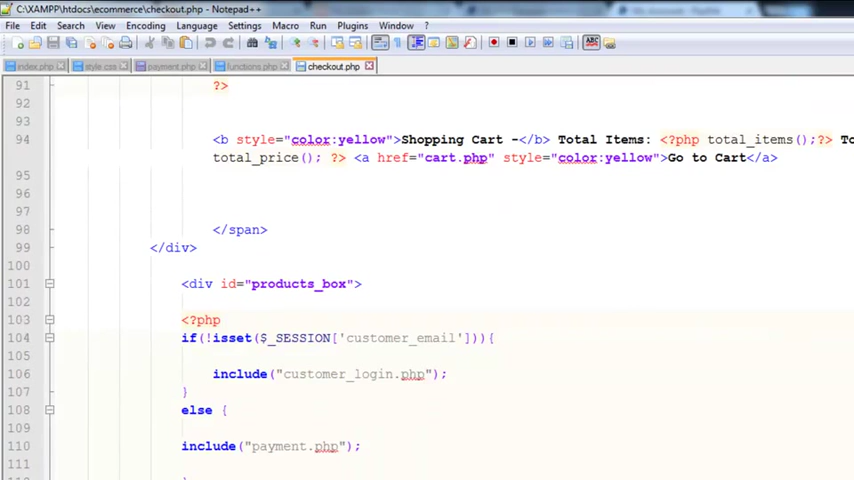 C:\XAMPP\htdocs\ecommerce\checkout.php - Notepad++
File Edit Search View Encoding Language Settings Macro Run Plugins Window ?
index.php style.css payment.php functions.php checkout.php
91 ?>
92
93
94 <b style="color:yellow">Shopping Cart -</b> Total Items: <?php total_items();?> To
total_price(); ?> <a href="cart.php" style="color:yellow">Go to Cart</a>
95
96
97
98 </span>
99 </div>
100
101 <div id="products_box">
102
103 <?php
104 if(!isset($_SESSION['customer_email'])){
105
106 include("customer_login.php");
107 }
108 else {
109
110 include("payment.php");
111